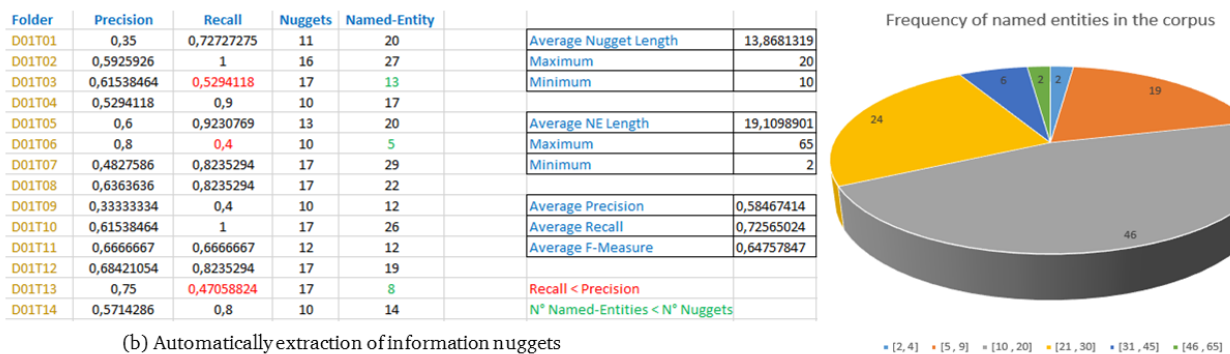 Folder Precision Recall Nuggets Named-Entity
D01T01 0,35 0,72727275 11 20
D01T02 0,5925926 1 16 27
D01T03 0,61538464 0,5294118 17 13
D01T04 0,5294118 0,9 10 17
D01T05 0,6 0,9230769 13 20
D01T06 0,8 0,4 10 5
D01T07 0,4827586 0,8235294 17 29
D01T08 0,6363636 0,8235294 17 22
D01T09 0,33333334 0,4 10 12
D01T10 0,61538464 1 17 26
D01T11 0,6666667 0,6666667 12 12
D01T12 0,68421054 0,8235294 17 19
D01T13 0,75 0,47058824 17 8
D01T14 0,5714286 0,8 10 14
Average Nugget Length 13,8681319
Maximum 20
Minimum 10
Average NE Length 19,1098901
Maximum 65
Minimum 2
Average Precision 0,58467414
Average Recall 0,72565024
Average F-Measure 0,64757847
Recall < Precision
N° Named-Entities < N° Nuggets
Frequency of named entities in the corpus
2
19
46
24
6
2
[2, 4] [5, 9] [10 , 20] [21 , 30] [31 , 45] [46 , 65]
(b) Automatically extraction of information nuggets